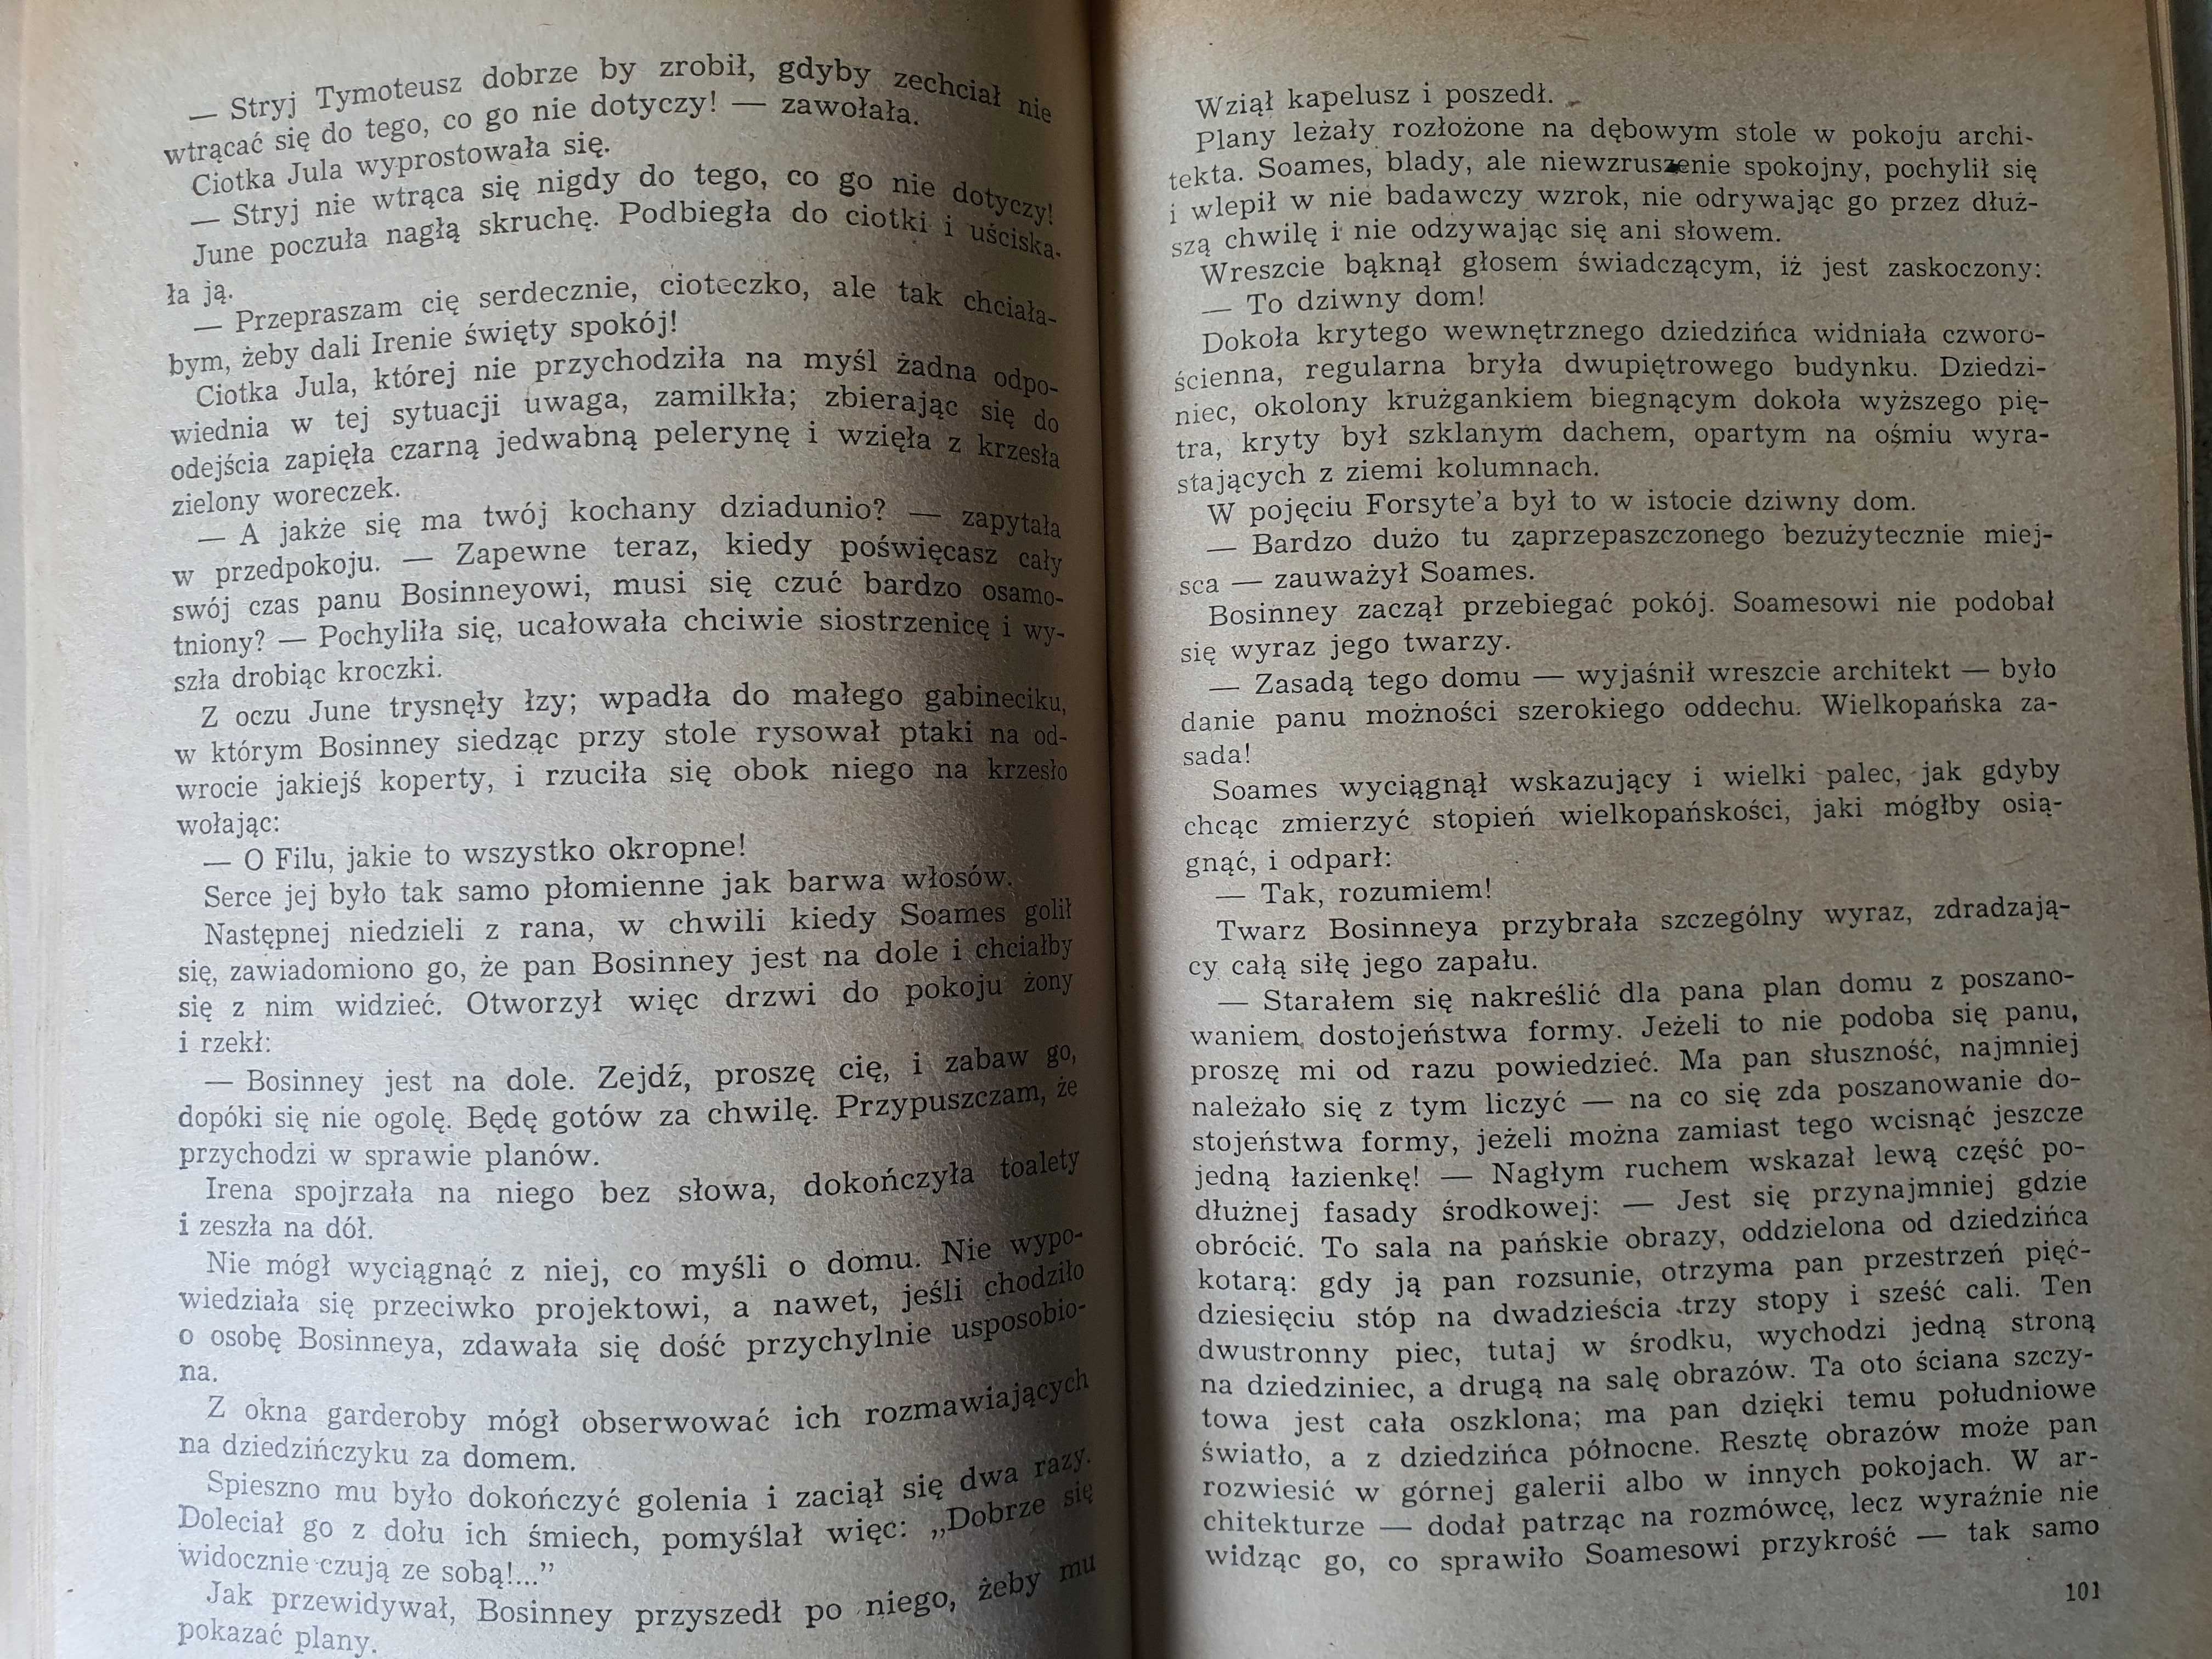 — Stryj Tymoteusz dobrze by zrobił, gdyby zechciał nie
wtrącać się do tego, co go nie dotyczy! — zawołała.
Ciotka Jula wyprostowała się.
— Stryj nie wtrąca się nigdy do tego, co go nie dotyczy!
June poczuła nagłą skruchę. Podbiegła do ciotki i uściska-
ła ją.
— Przepraszam cię serdecznie, cioteczko, ale tak chciała-
bym, żeby dali Irenie święty spokój!
Ciotka Jula, której nie przychodziła na myśl żadna odpo-
wiednia w tej sytuacji uwaga, zamilkła; zbierając się do
odejścia zapięła czarną jedwabną pelerynę i wzięła z krzesła
zielony woreczek.
— A jakże się ma twój kochany dziadunio? — zapytała
w przedpokoju. — Zapewne teraz, kiedy poświęcasz cały
swój czas panu Bosinneyowi, musi się czuć bardzo osamo-
tniony? — Pochyliła się, ucałowała chciwie siostrzenicę i wy-
szła drobiąc kroczki.
Z oczu June trysnęły łzy; wpadła do małego gabineciku,
w którym Bosinney siedząc przy stole rysował ptaki na od-
wrocie jakiejś koperty, i rzuciła się obok niego na krzesło
wołając:
— O Filu, jakie to wszystko okropne!
Serce jej było tak samo płomienne jak barwa włosów.
Następnej niedzieli z rana, w chwili kiedy Soames golił
się, zawiadomiono go, że pan Bosinney jest na dole i chciałby
się z nim widzieć. Otworzył więc drzwi do pokoju żony
i rzekł:
— Bosinney jest na dole. Zejdź, proszę cię, i zabaw go,
dopóki się nie ogolę. Będę gotów za chwilę. Przypuszczam, że
przychodzi w sprawie planów.
Irena spojrzała na niego bez słowa, dokończyła toalety
i zeszła na dół.
Nie mógł wyciągnąć z niej, co myśli o domu. Nie wypo-
wiedziała się przeciwko projektowi, a nawet, jeśli chodziło
o osobę Bosinneya, zdawała się dość przychylnie usposobio-
na.
Z okna garderoby mógł obserwować ich rozmawiających
na dziedzińczyku za domem.
Spieszno mu było dokończyć golenia i zaciął się dwa razy.
Doleciał go z dołu ich śmiech, pomyślał więc: „Dobrze się
widocznie czują ze sobą!...”
Jak przewidywał, Bosinney przyszedł po niego, żeby mu
pokazać plany.
Wziął kapelusz i poszedł.
Plany leżały rozłożone na dębowym stole w pokoju archi-
tekta. Soames, blady, ale niewzruszenie spokojny, pochylił się
i wlepił w nie badawczy wzrok, nie odrywając go przez dłuż-
szą chwilę i nie odzywając się ani słowem.
Wreszcie bąknął głosem świadczącym, iż jest zaskoczony:
— To dziwny dom!
Dokoła krytego wewnętrznego dziedzińca widniała czworo-
ścienna, regularna bryła dwupiętrowego budynku. Dziedzi-
niec, okolony krużgankiem biegnącym dokoła wyższego pię-
tra, kryty był szklanym dachem, opartym na ośmiu wyra-
stających z ziemi kolumnach.
W pojęciu Forsyte’a był to w istocie dziwny dom.
— Bardzo dużo tu zaprzepaszczonego bezużytecznie miej-
sca — zauważył Soames.
Bosinney zaczął przebiegać pokój. Soamesowi nie podobał
się wyraz jego twarzy.
— Zasadą tego domu — wyjaśnił wreszcie architekt — było
danie panu możności szerokiego oddechu. Wielkopańska za-
sada!
Soames wyciągnął wskazujący i wielki palec, jak gdyby
chcąc zmierzyć stopień wielkopańskości, jaki mógłby osią-
gnąć, i odparł:
— Tak, rozumiem!
Twarz Bosinneya przybrała szczególny wyraz, zdradzają-
cy całą siłę jego zapału.
— Starałem się nakreślić dla pana plan domu z poszano-
waniem dostojeństwa formy. Jeżeli to nie podoba się panu,
proszę mi od razu powiedzieć. Ma pan słuszność, najmniej
należało się z tym liczyć — na co się zda poszanowanie do-
stojeństwa formy, jeżeli można zamiast tego wcisnąć jeszcze
jedną łazienkę! — Nagłym ruchem wskazał lewą część po-
dłużnej fasady środkowej: — Jest się przynajmniej gdzie
obrócić. To sala na pańskie obrazy, oddzielona od dziedzińca
kotarą: gdy ją pan rozsunie, otrzyma pan przestrzeń pięć-
dziesięciu stóp na dwadzieścia trzy stopy i sześć cali. Ten
dwustronny piec, tutaj w środku, wychodzi jedną stroną
na dziedziniec, a drugą na salę obrazów. Ta oto ściana szczy-
towa jest cała oszklona; ma pan dzięki temu południowe
światło, a z dziedzińca północne. Resztę obrazów może pan
rozwiesić w górnej galerii albo w innych pokojach. W ar-
chitekturze — dodał patrząc na rozmówcę, lecz wyraźnie nie
widząc go, co sprawiło Soamesowi przykrość — tak samo
101